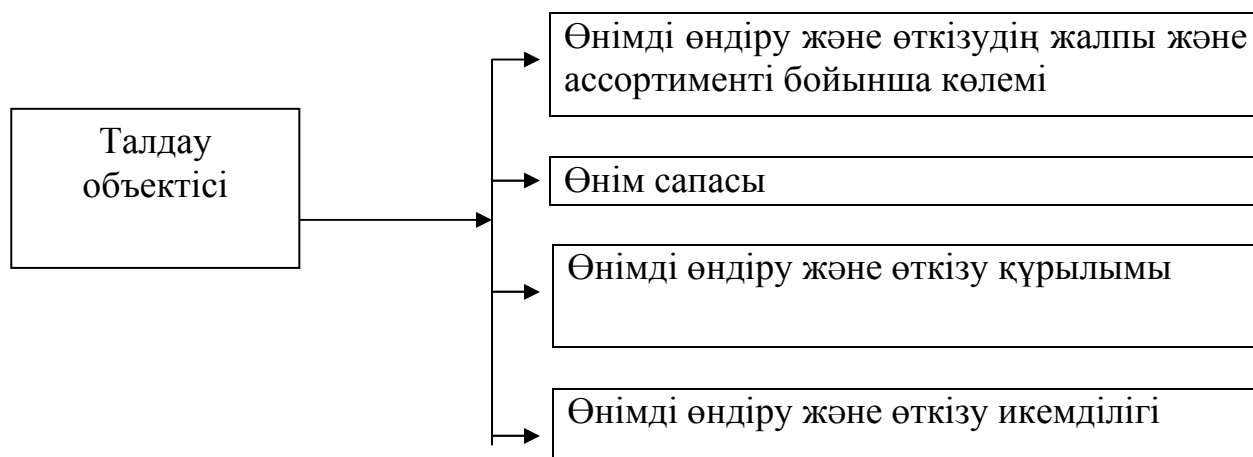 Талдау
объектісі
Өнімді өндіру және өткізудің жалпы және
ассортименті бойынша көлемі
Өнім сапасы
Өнімді өндіру және өткізу құрылымы
Өнімді өндіру және өткізу икемділігі